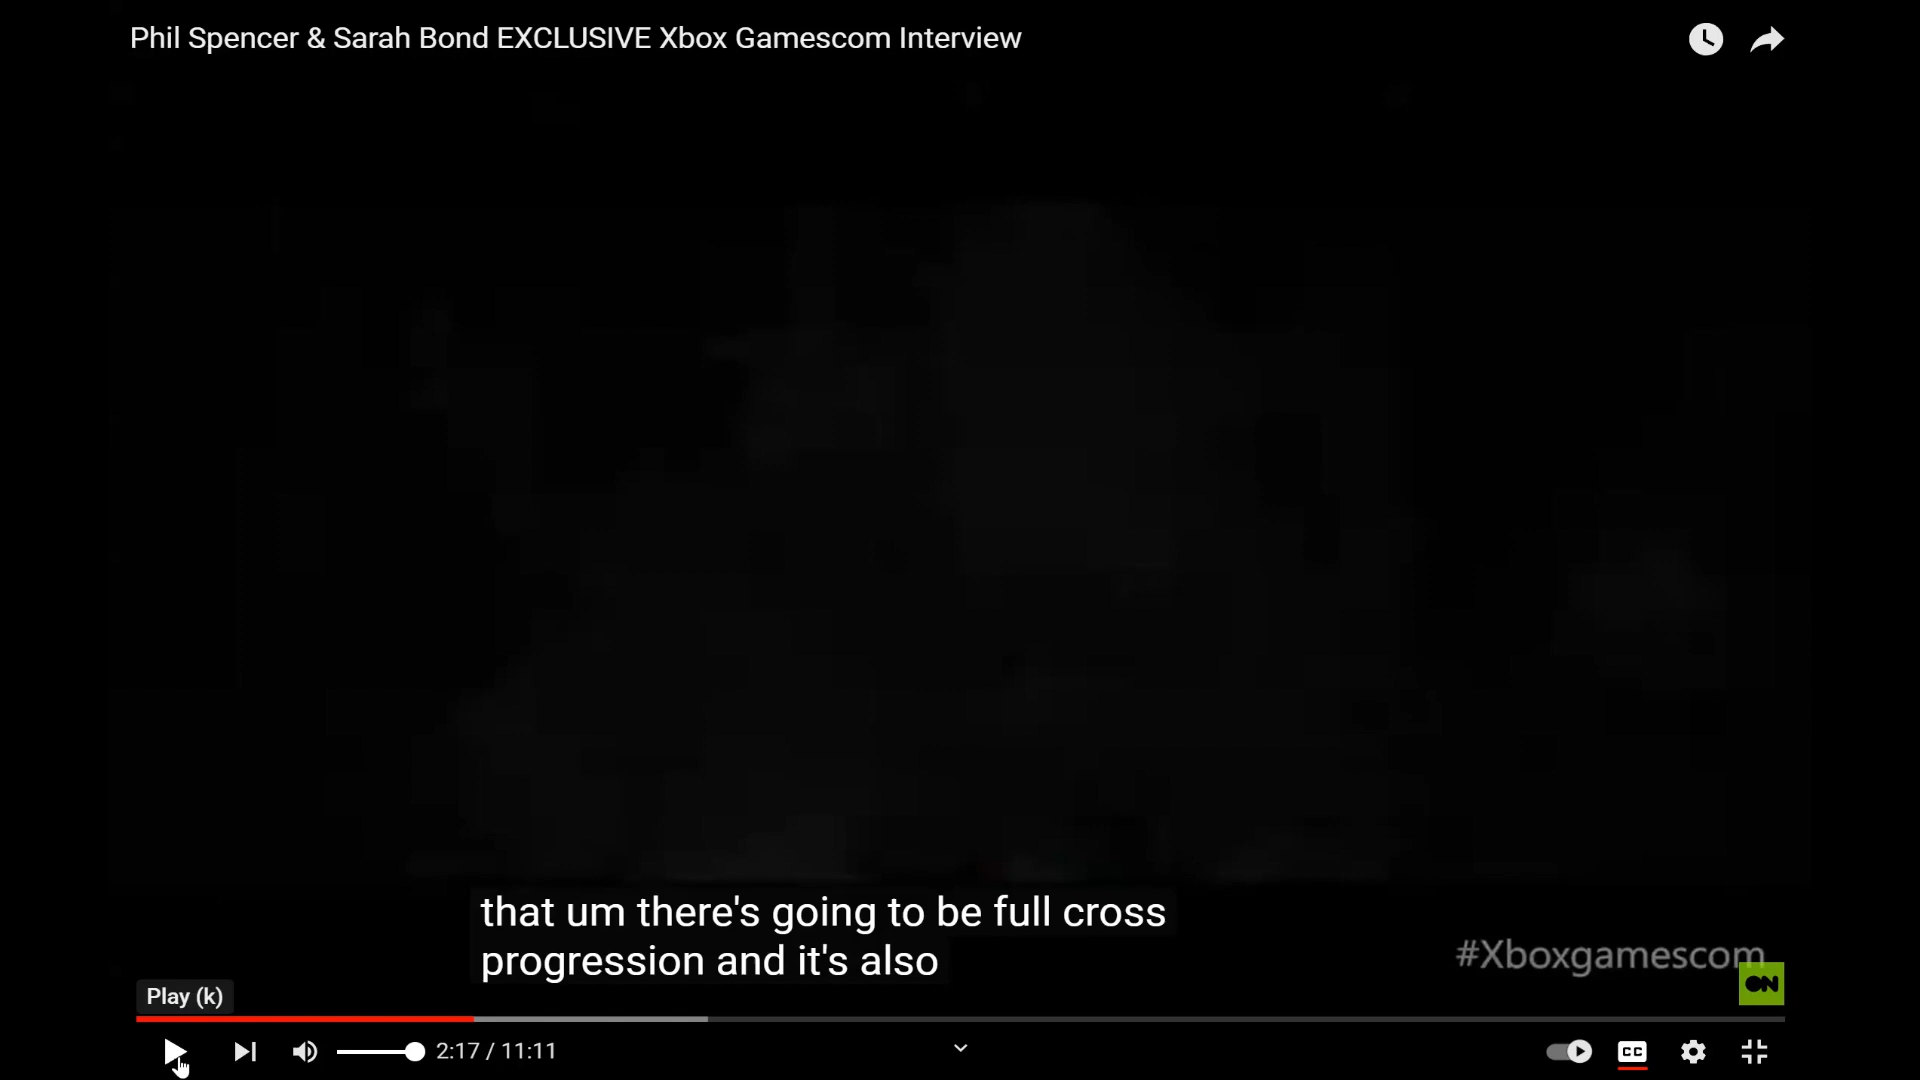 Phil Spencer & Sarah Bond EXCLUSIVE Xbox Gamescom Interview
that um there's going to be full cross
progression and it's also
#Xboxgamescom
ON
Play (k)
2:17 / 11:11
CC